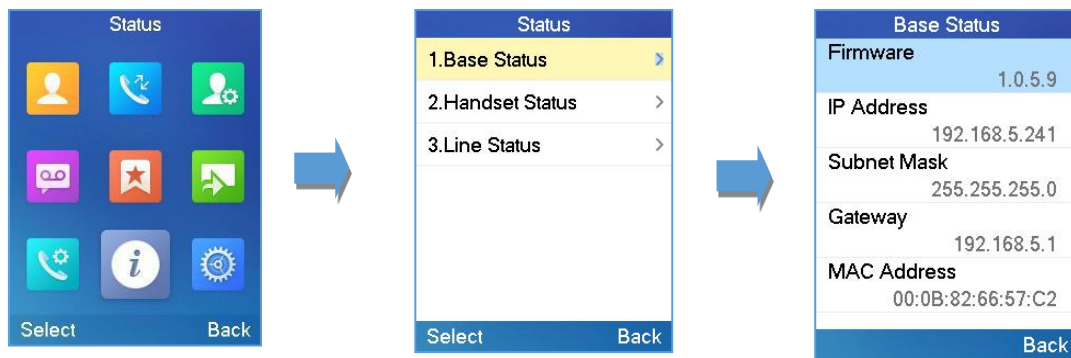 Status
Select Back
Status
1.Base Status
2.Handset Status
3.Line Status
Select Back
Base Status
Firmware
1.0.5.9
IP Address
192.168.5.241
Subnet Mask
255.255.255.0
Gateway
192.168.5.1
MAC Address
00:0B:82:66:57:C2
Back